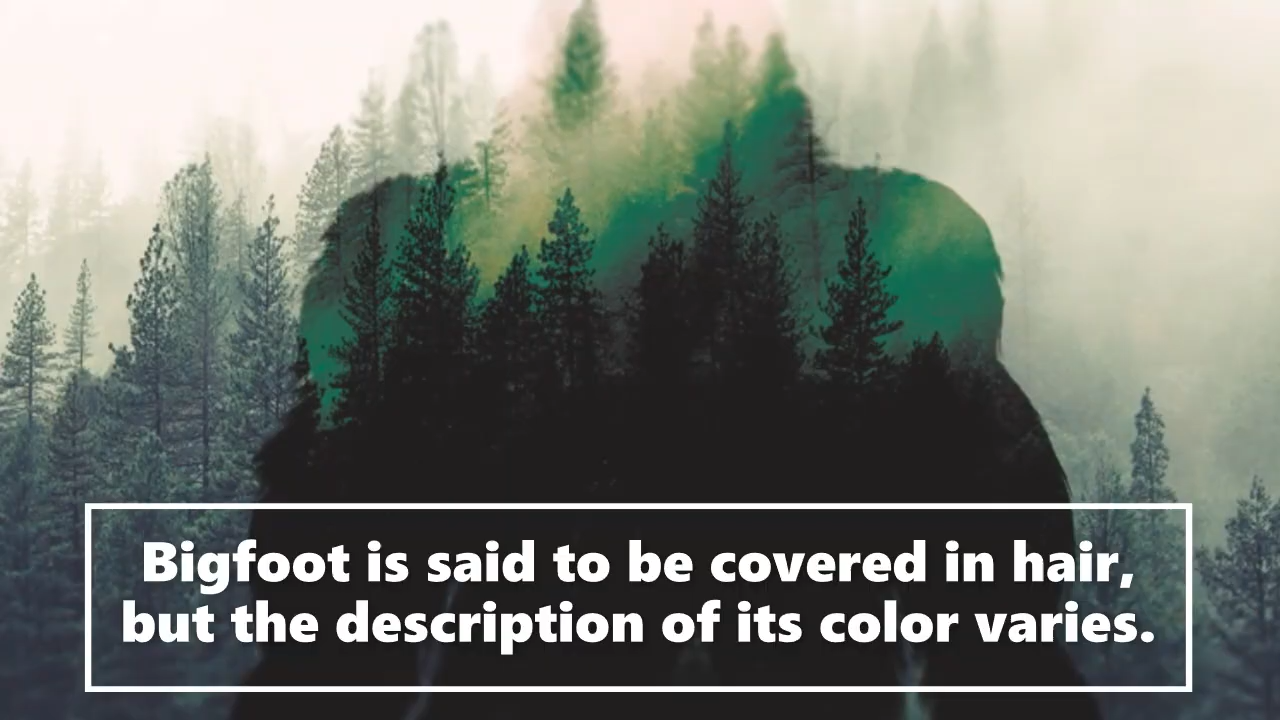 Bigfoot is said to be covered in hair,
but the description of its color varies.